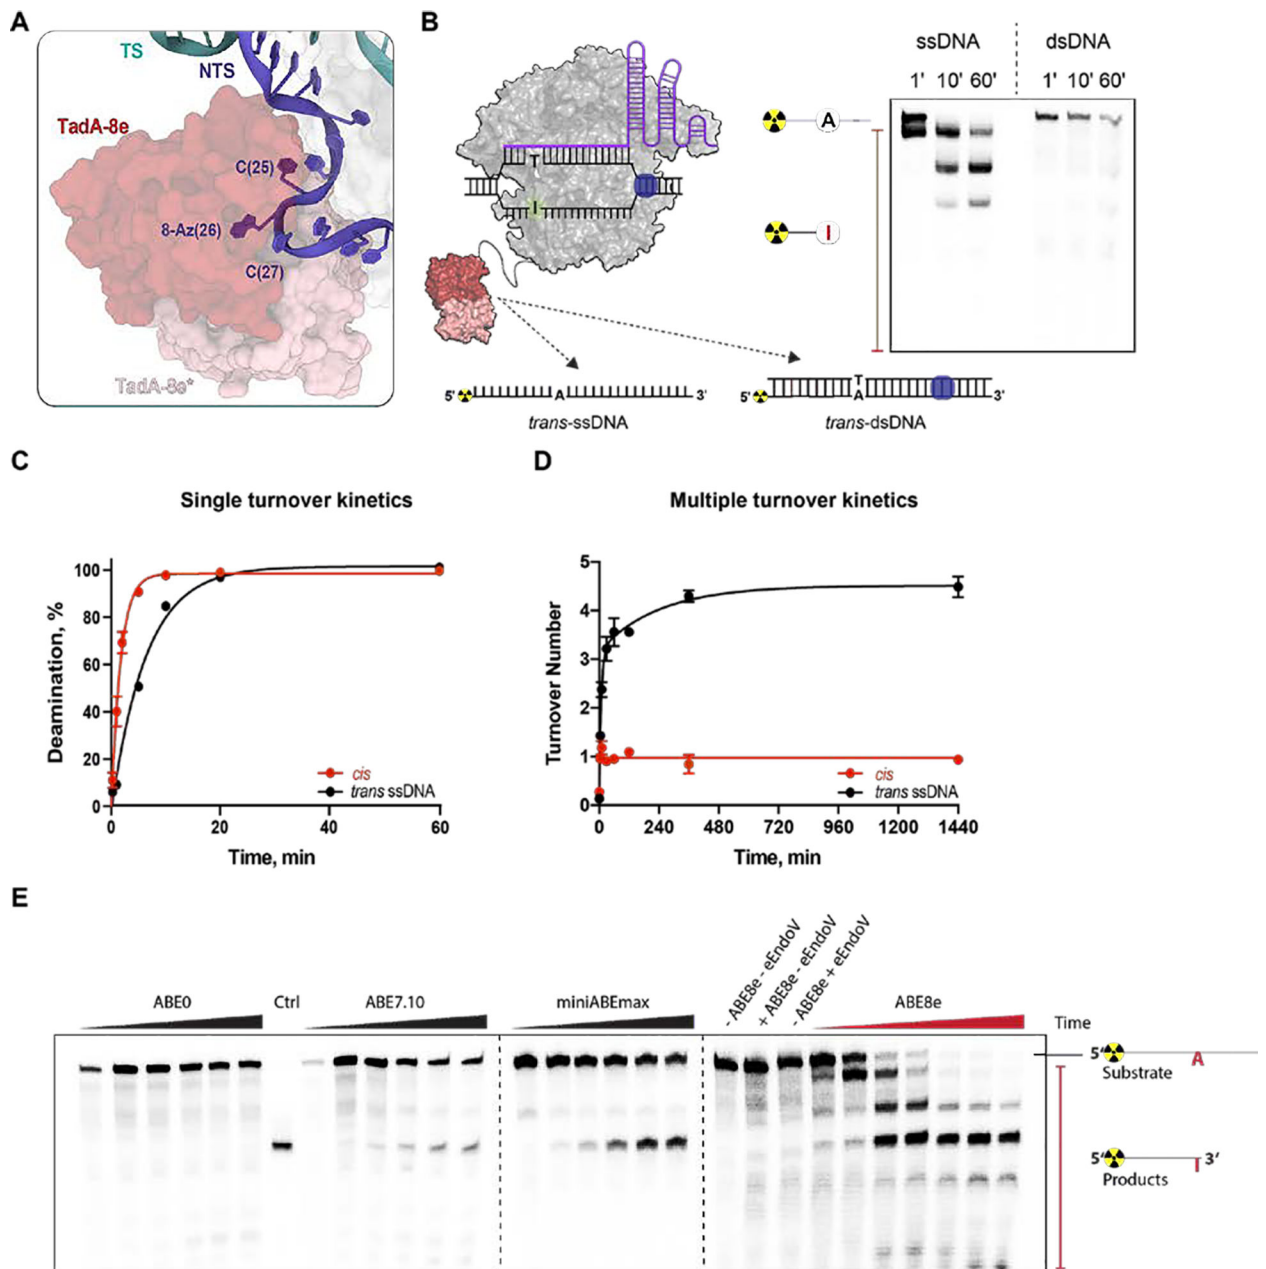 A
TS
NTS
TadA-8e
C(25)
8-Az(26)
C(27)
TadA-8e*
B
T
I
5' A 3'
trans-ssDNA
T
5' A 3'
trans-dsDNA
A
I
ssDNA dsDNA
1' 10' 60' 1' 10' 60'
C
Single turnover kinetics
Deamination, %
100
80
60
40
20
0
0 20 40 60
Time, min
cis
trans ssDNA
D
Multiple turnover kinetics
Turnover Number
5
4
3
2
1
0
0 240 480 720 960 1200 1440
Time, min
cis
trans ssDNA
E
ABE0 Ctrl ABE7.10 miniABEmax - ABE8e - eEndoV + ABE8e - eEndoV - ABE8e + eEndoV ABE8e
Time
5' A
Substrate
5' I 3'
Products